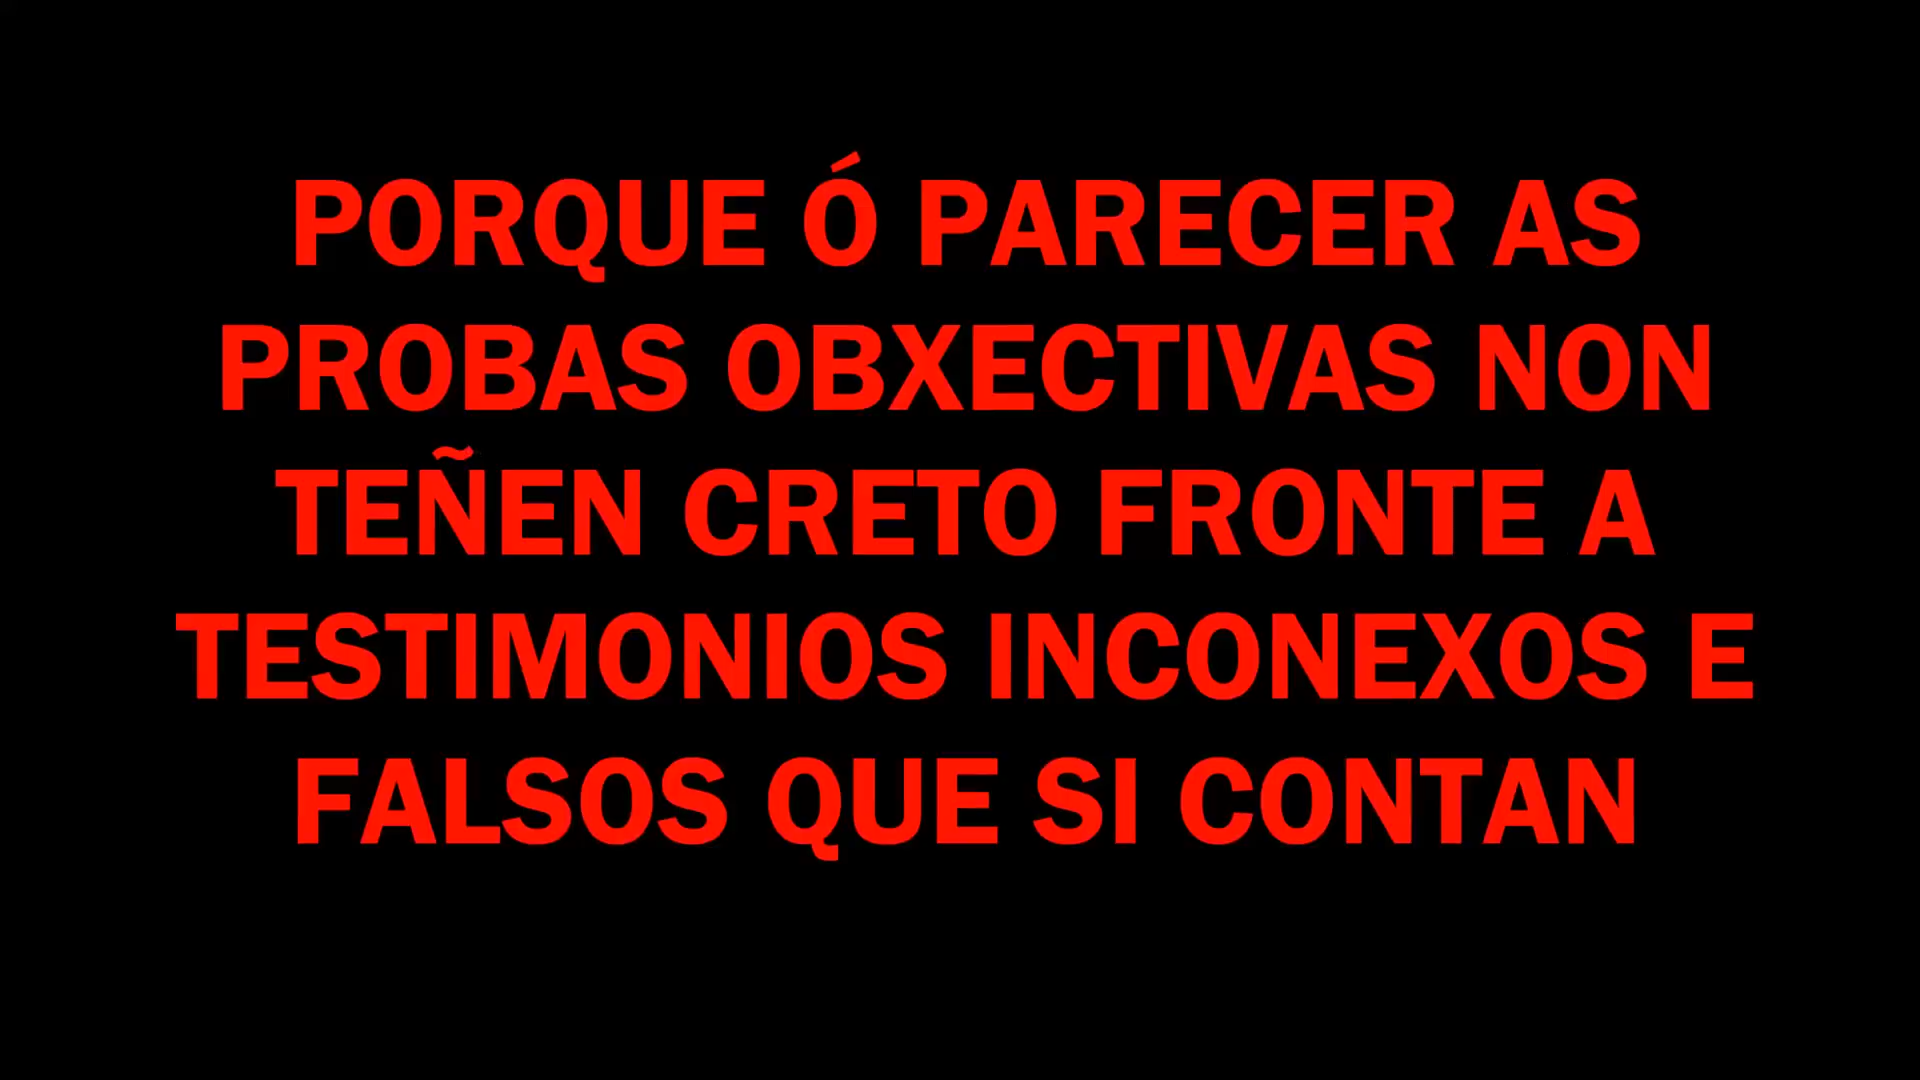 PORQUE Ó PARECER AS
PROBAS OBXECTIVAS NON
TEÑEN CRETO FRONTE A
TESTIMONIOS INCONEXOS E
FALSOS QUE SI CONTAN